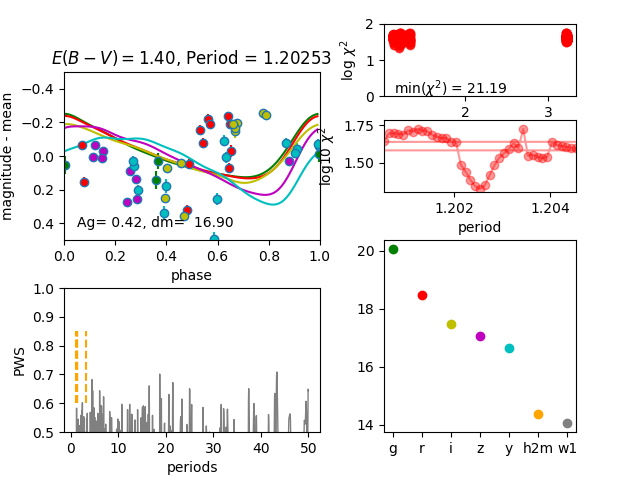 E(B − V) = 1.40, Period = 1.20253
magnitude - mean
−0.4
−0.2
0.0
0.2
0.4
Ag= 0.42, dm= 16.90
0.0 0.2 0.4 0.6 0.8 1.0
phase
log χ²
2
1
0
min(χ²) = 21.19
2 3
log10 χ²
1.75
1.50
1.202 1.204
period
PWS
1.0
0.9
0.8
0.7
0.6
0.5
0 10 20 30 40 50
periods
20
18
16
14
g r i z y h2m w1